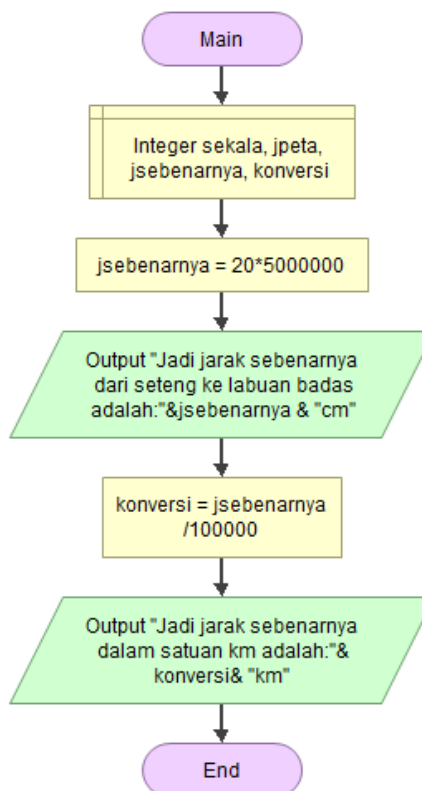 Main
Integer sekala, jpeta,
jsebenarnya, konversi
jsebenarnya = 20*5000000
Output "Jadi jarak sebenarnya
dari seteng ke labuan badas
adalah:"&jsebenarnya & "cm"
konversi = jsebenarnya
/100000
Output "Jadi jarak sebenarnya
dalam satuan km adalah:"&
konversi& "km"
End